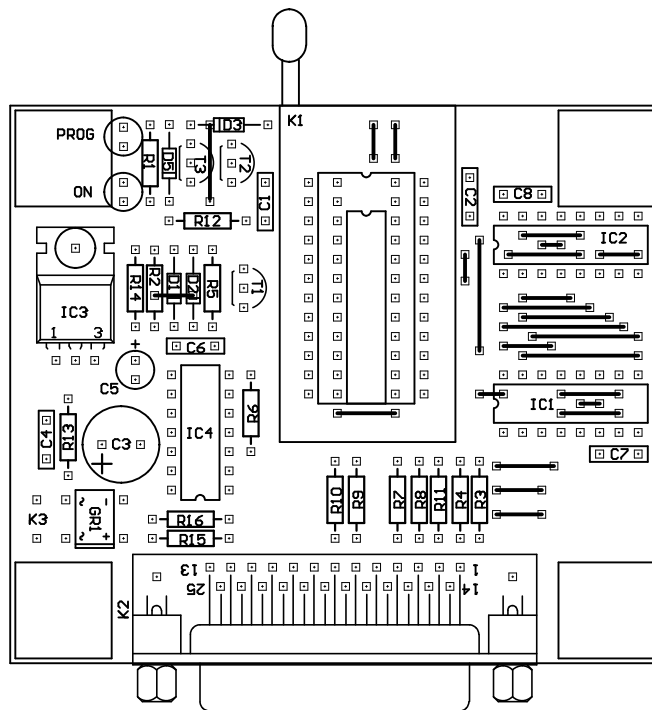 K1
PROG
ID3
R1
D5
T3
T2
ON
C1
C2
C8
R12
IC2
R14
R2
D1
D2
R5
T1
IC3
1 3
+
C6
C5
IC1
R6
IC4
C4
R13
C3
+
C7
R10
R9
R7
R8
R11
R4
R3
K3
~ -
GR1
~ +
R16
R15
13 1
25 14
K2